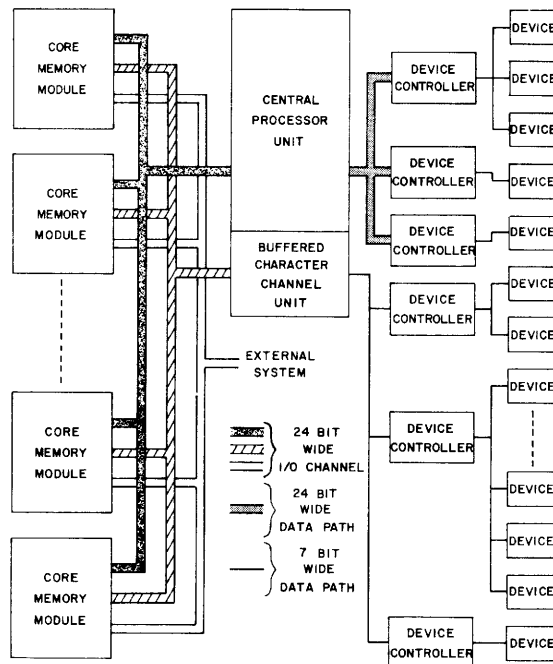 CORE
MEMORY
MODULE
CORE
MEMORY
MODULE
CORE
MEMORY
MODULE
CORE
MEMORY
MODULE
CENTRAL
PROCESSOR
UNIT
BUFFERED
CHARACTER
CHANNEL
UNIT
EXTERNAL
SYSTEM
24 BIT
WIDE
I/O CHANNEL
24 BIT
WIDE
DATA PATH
7 BIT
WIDE
DATA PATH
DEVICE
CONTROLLER
DEVICE
CONTROLLER
DEVICE
CONTROLLER
DEVICE
CONTROLLER
DEVICE
CONTROLLER
DEVICE
CONTROLLER
DEVICE
DEVICE
DEVICE
DEVICE
DEVICE
DEVICE
DEVICE
DEVICE
DEVICE
DEVICE
DEVICE
DEVICE